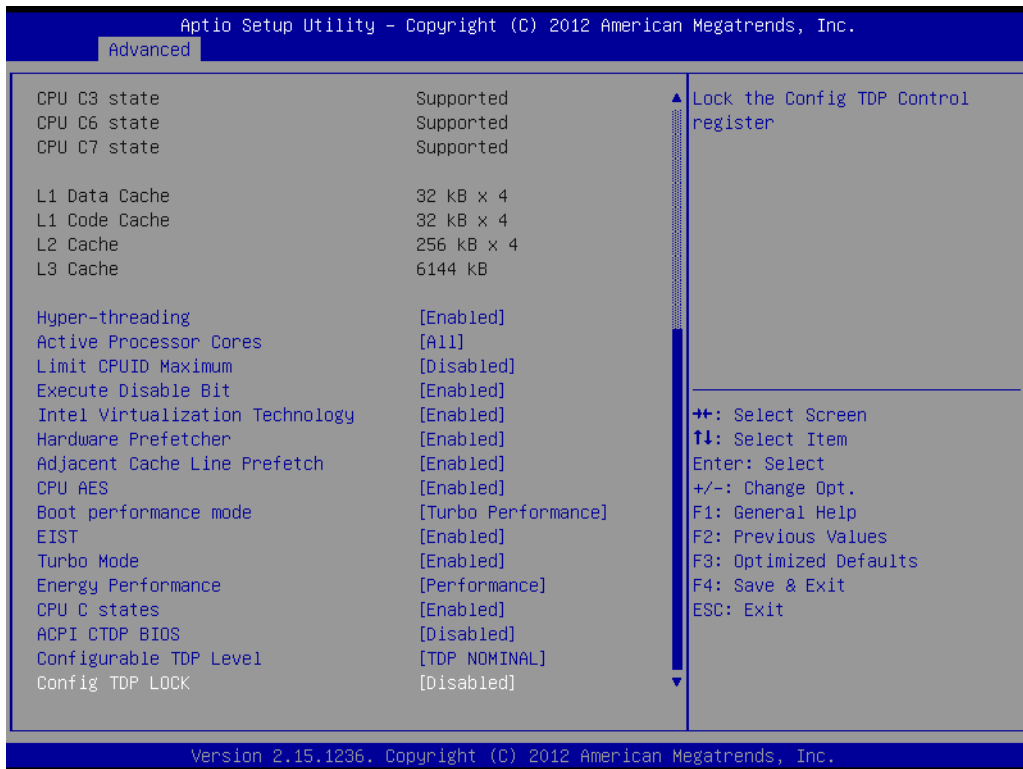 Aptio Setup Utility – Copyright (C) 2012 American Megatrends, Inc.
Advanced
CPU C3 state Supported
CPU C6 state Supported
CPU C7 state Supported
L1 Data Cache 32 kB x 4
L1 Code Cache 32 kB x 4
L2 Cache 256 kB x 4
L3 Cache 6144 kB
Hyper-threading [Enabled]
Active Processor Cores [All]
Limit CPUID Maximum [Disabled]
Execute Disable Bit [Enabled]
Intel Virtualization Technology [Enabled]
Hardware Prefetcher [Enabled]
Adjacent Cache Line Prefetch [Enabled]
CPU AES [Enabled]
Boot performance mode [Turbo Performance]
EIST [Enabled]
Turbo Mode [Enabled]
Energy Performance [Performance]
CPU C states [Enabled]
ACPI CTDP BIOS [Disabled]
Configurable TDP Level [TDP NOMINAL]
Config TDP LOCK [Disabled]
Lock the Config TDP Control
register
→←: Select Screen
↑↓: Select Item
Enter: Select
+/-: Change Opt.
F1: General Help
F2: Previous Values
F3: Optimized Defaults
F4: Save & Exit
ESC: Exit
Version 2.15.1236. Copyright (C) 2012 American Megatrends, Inc.